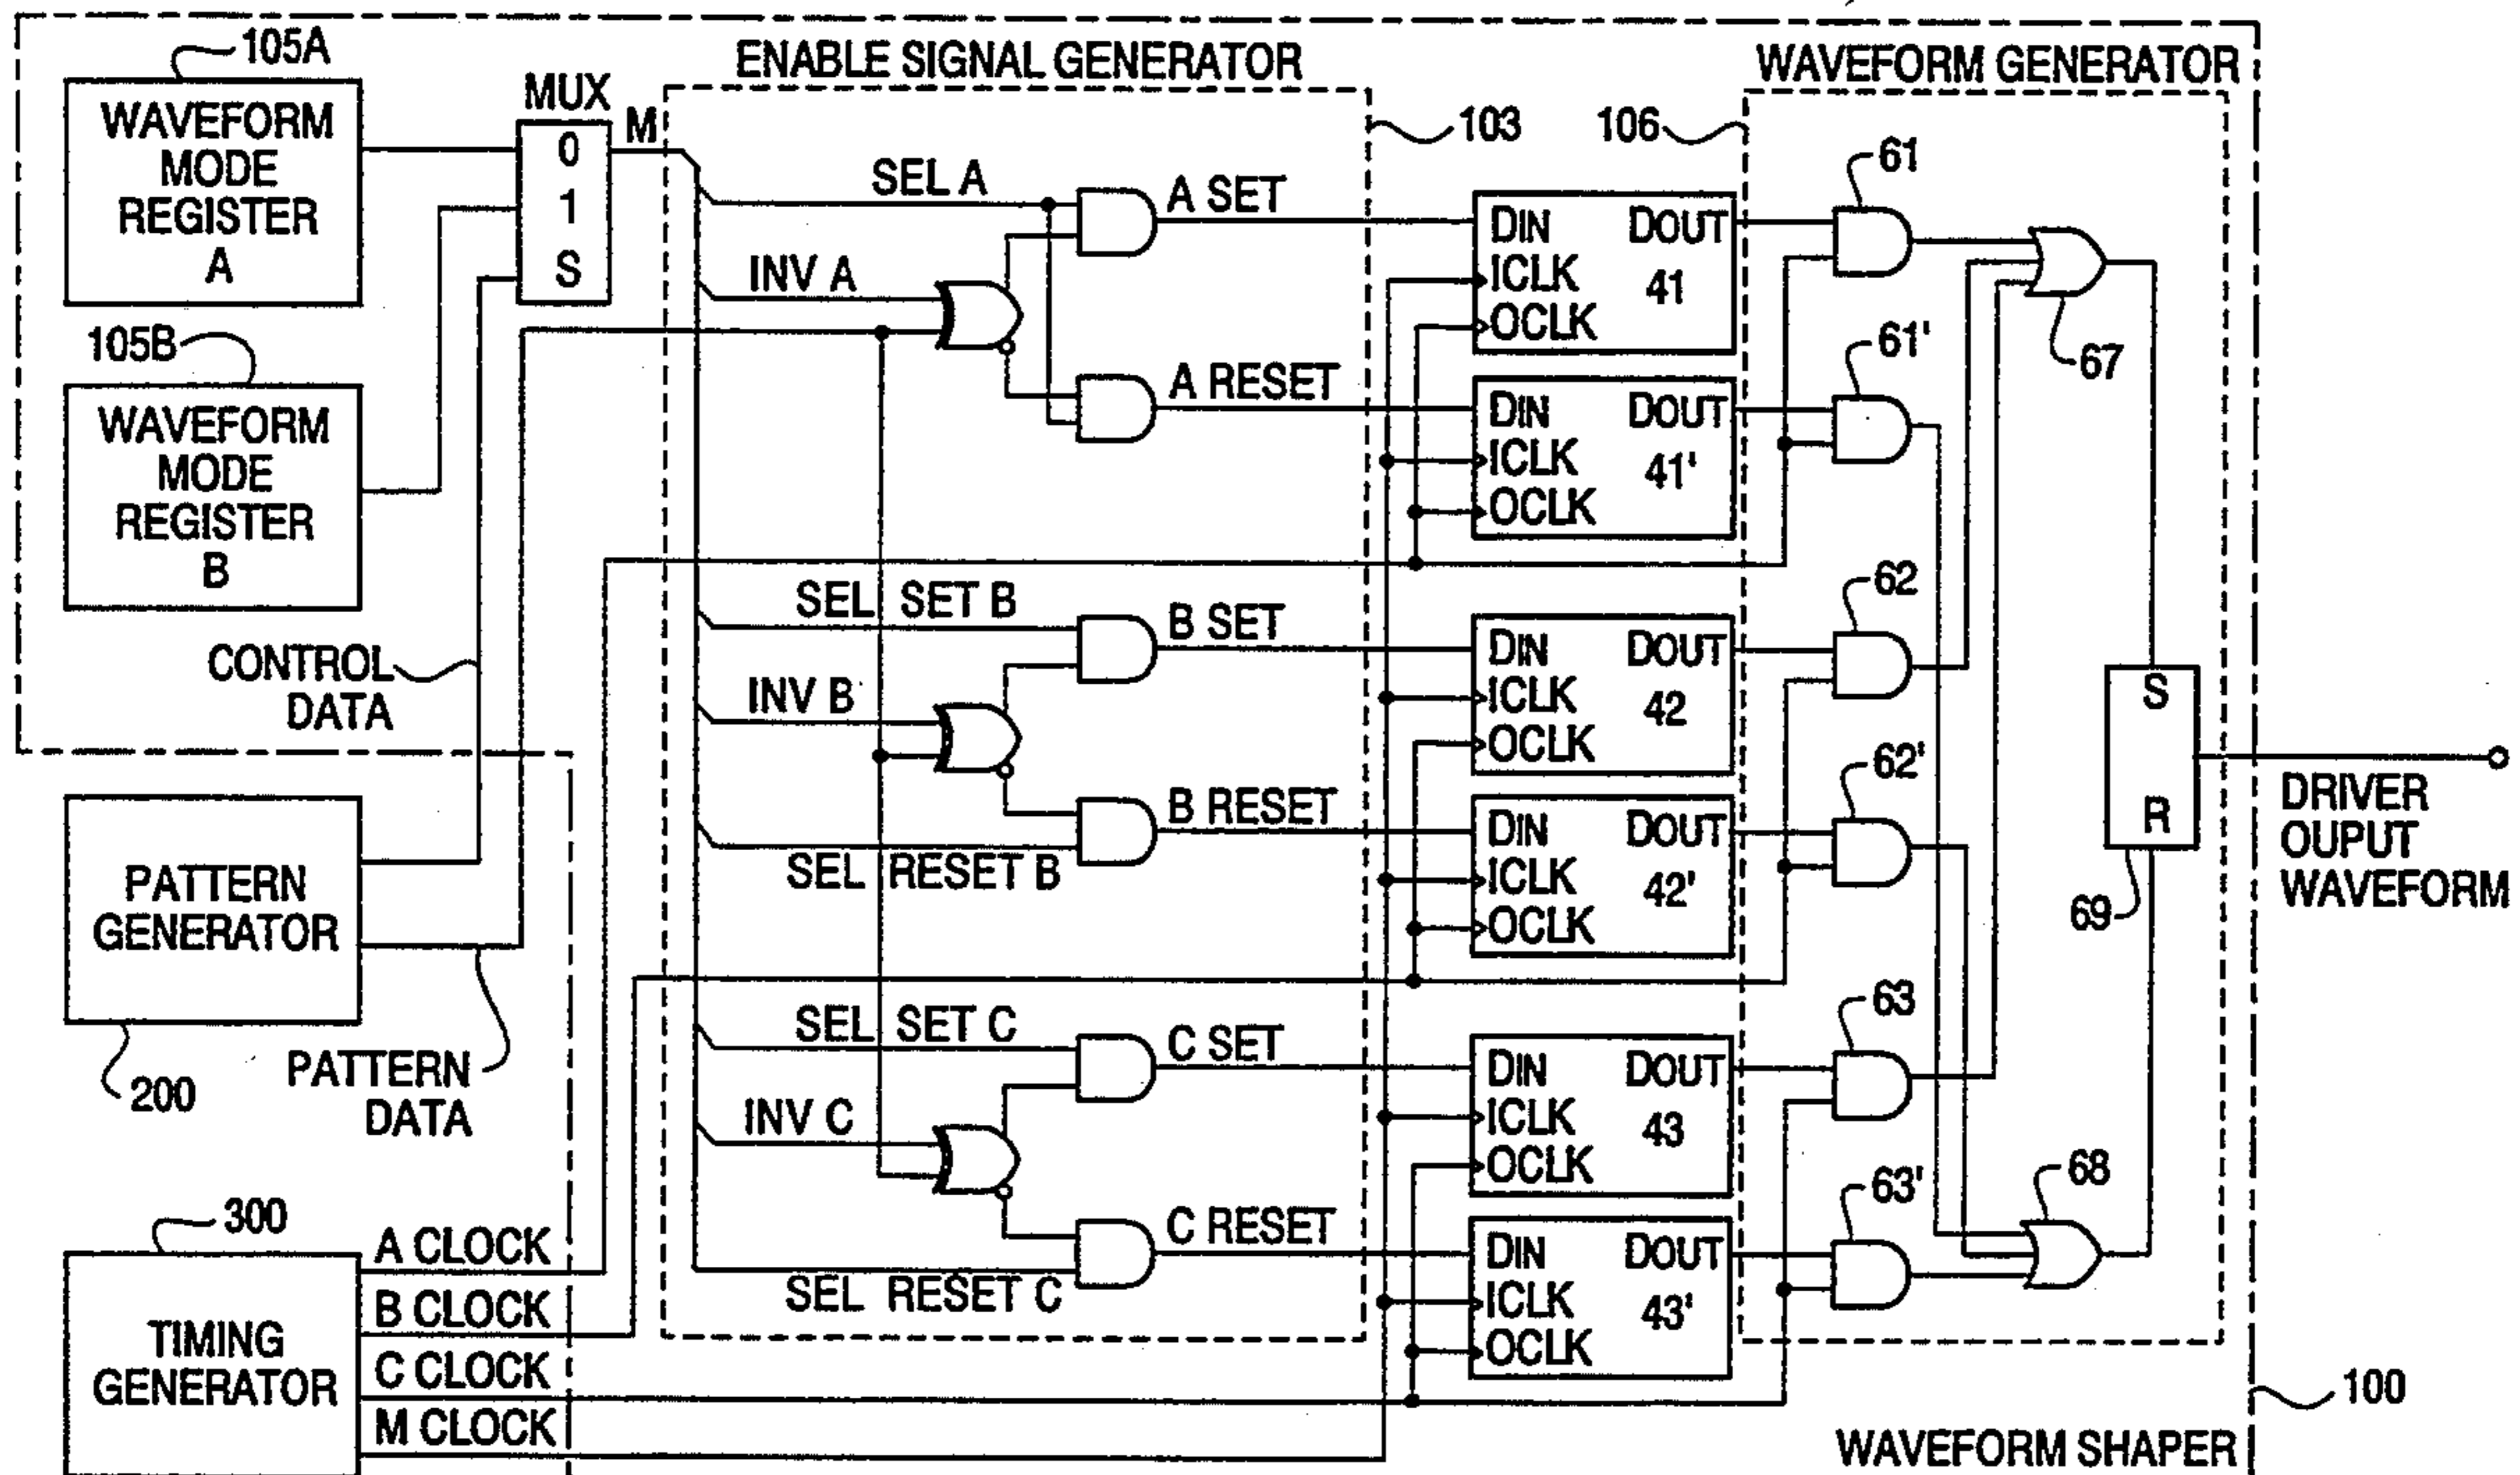 105A
WAVEFORM
MODE
REGISTER
A
105B
WAVEFORM
MODE
REGISTER
B
MUX
0
1
S
M
ENABLE SIGNAL GENERATOR
103
SEL A
INV A
A SET
A RESET
SEL SET B
INV B
SEL RESET B
B SET
B RESET
SEL SET C
INV C
SEL RESET C
C SET
C RESET
CONTROL
DATA
PATTERN
GENERATOR
200
PATTERN
DATA
300
TIMING
GENERATOR
A CLOCK
B CLOCK
C CLOCK
M CLOCK
DIN DOUT
ICLK 41
OCLK
DIN DOUT
ICLK 41'
OCLK
DIN DOUT
ICLK 42
OCLK
DIN DOUT
ICLK 42'
OCLK
DIN DOUT
ICLK 43
OCLK
DIN DOUT
ICLK 43'
OCLK
WAVEFORM GENERATOR
106
61
61'
62
62'
63
63'
67
68
S
R
69
DRIVER
OUPUT
WAVEFORM
100
WAVEFORM SHAPER